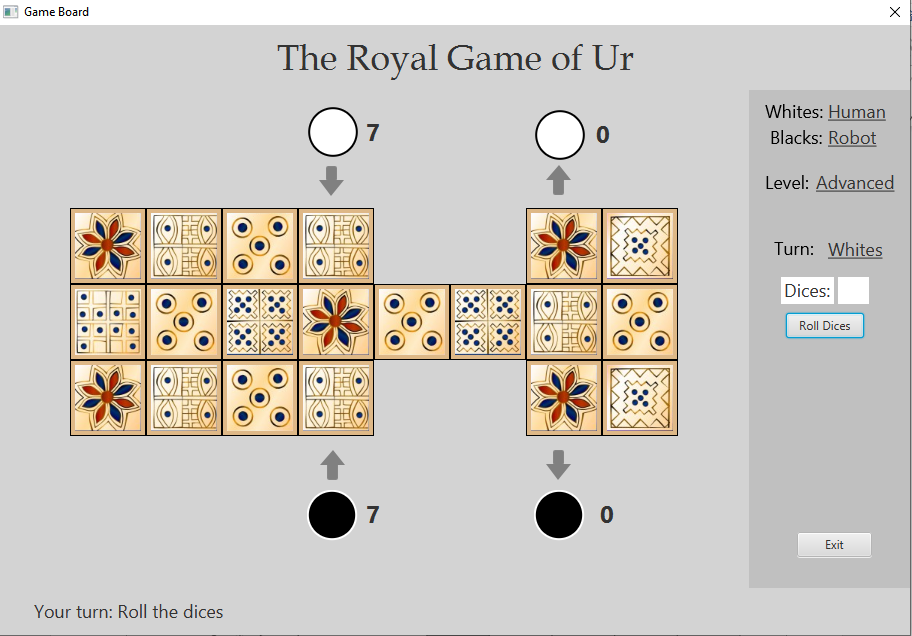 Game Board
The Royal Game of Ur
7
0
Whites: Human
Blacks: Robot
Level: Advanced
Turn: Whites
Dices:
Roll Dices
7
0
Exit
Your turn: Roll the dices